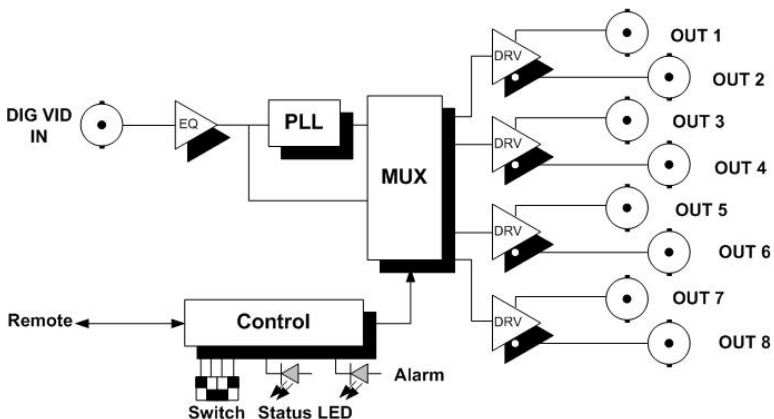 DIG VID
IN
EQ
PLL
MUX
DRV
OUT 1
OUT 2
DRV
OUT 3
OUT 4
DRV
OUT 5
OUT 6
DRV
OUT 7
OUT 8
Remote
Control
Alarm
Switch
Status LED